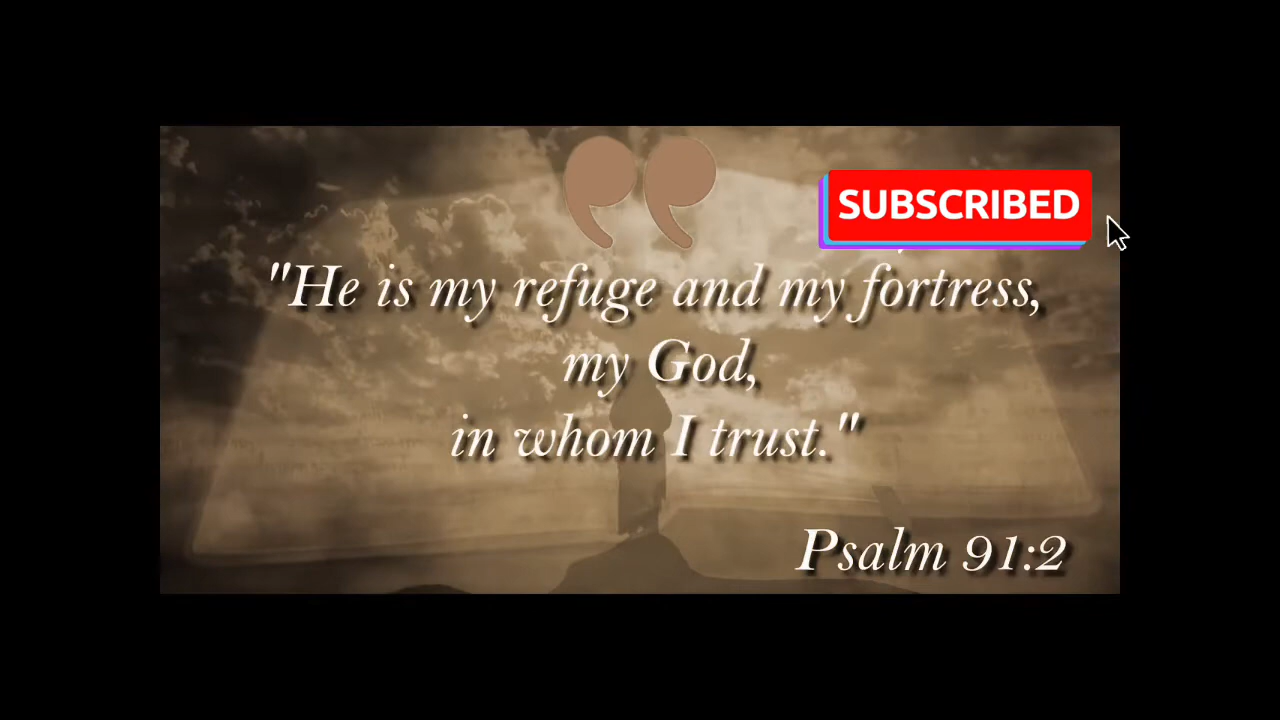 SUBSCRIBED
"He is my refuge and my fortress,
my God,
in whom I trust."
Psalm 91:2